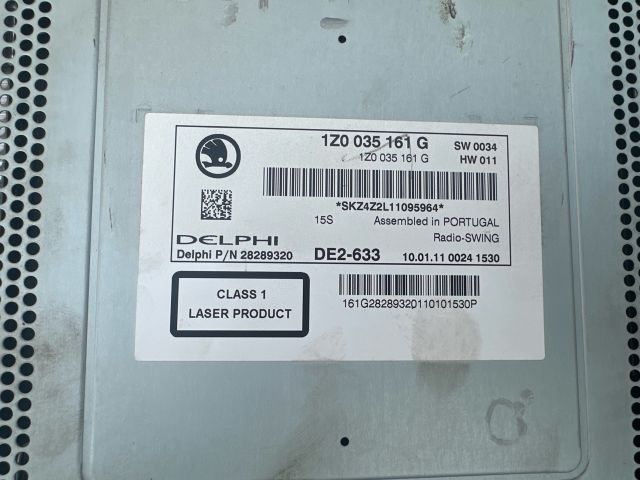 1Z0 035 161 G SW 0034
1Z0 035 161 G HW 011
*SKZ4Z2L11095964*
15S Assembled in PORTUGAL
Radio-SWING
DELPHI
Delphi P/N 28289320 DE2-633 10.01.11 0024 1530
CLASS 1
LASER PRODUCT
161G28289320110101530P